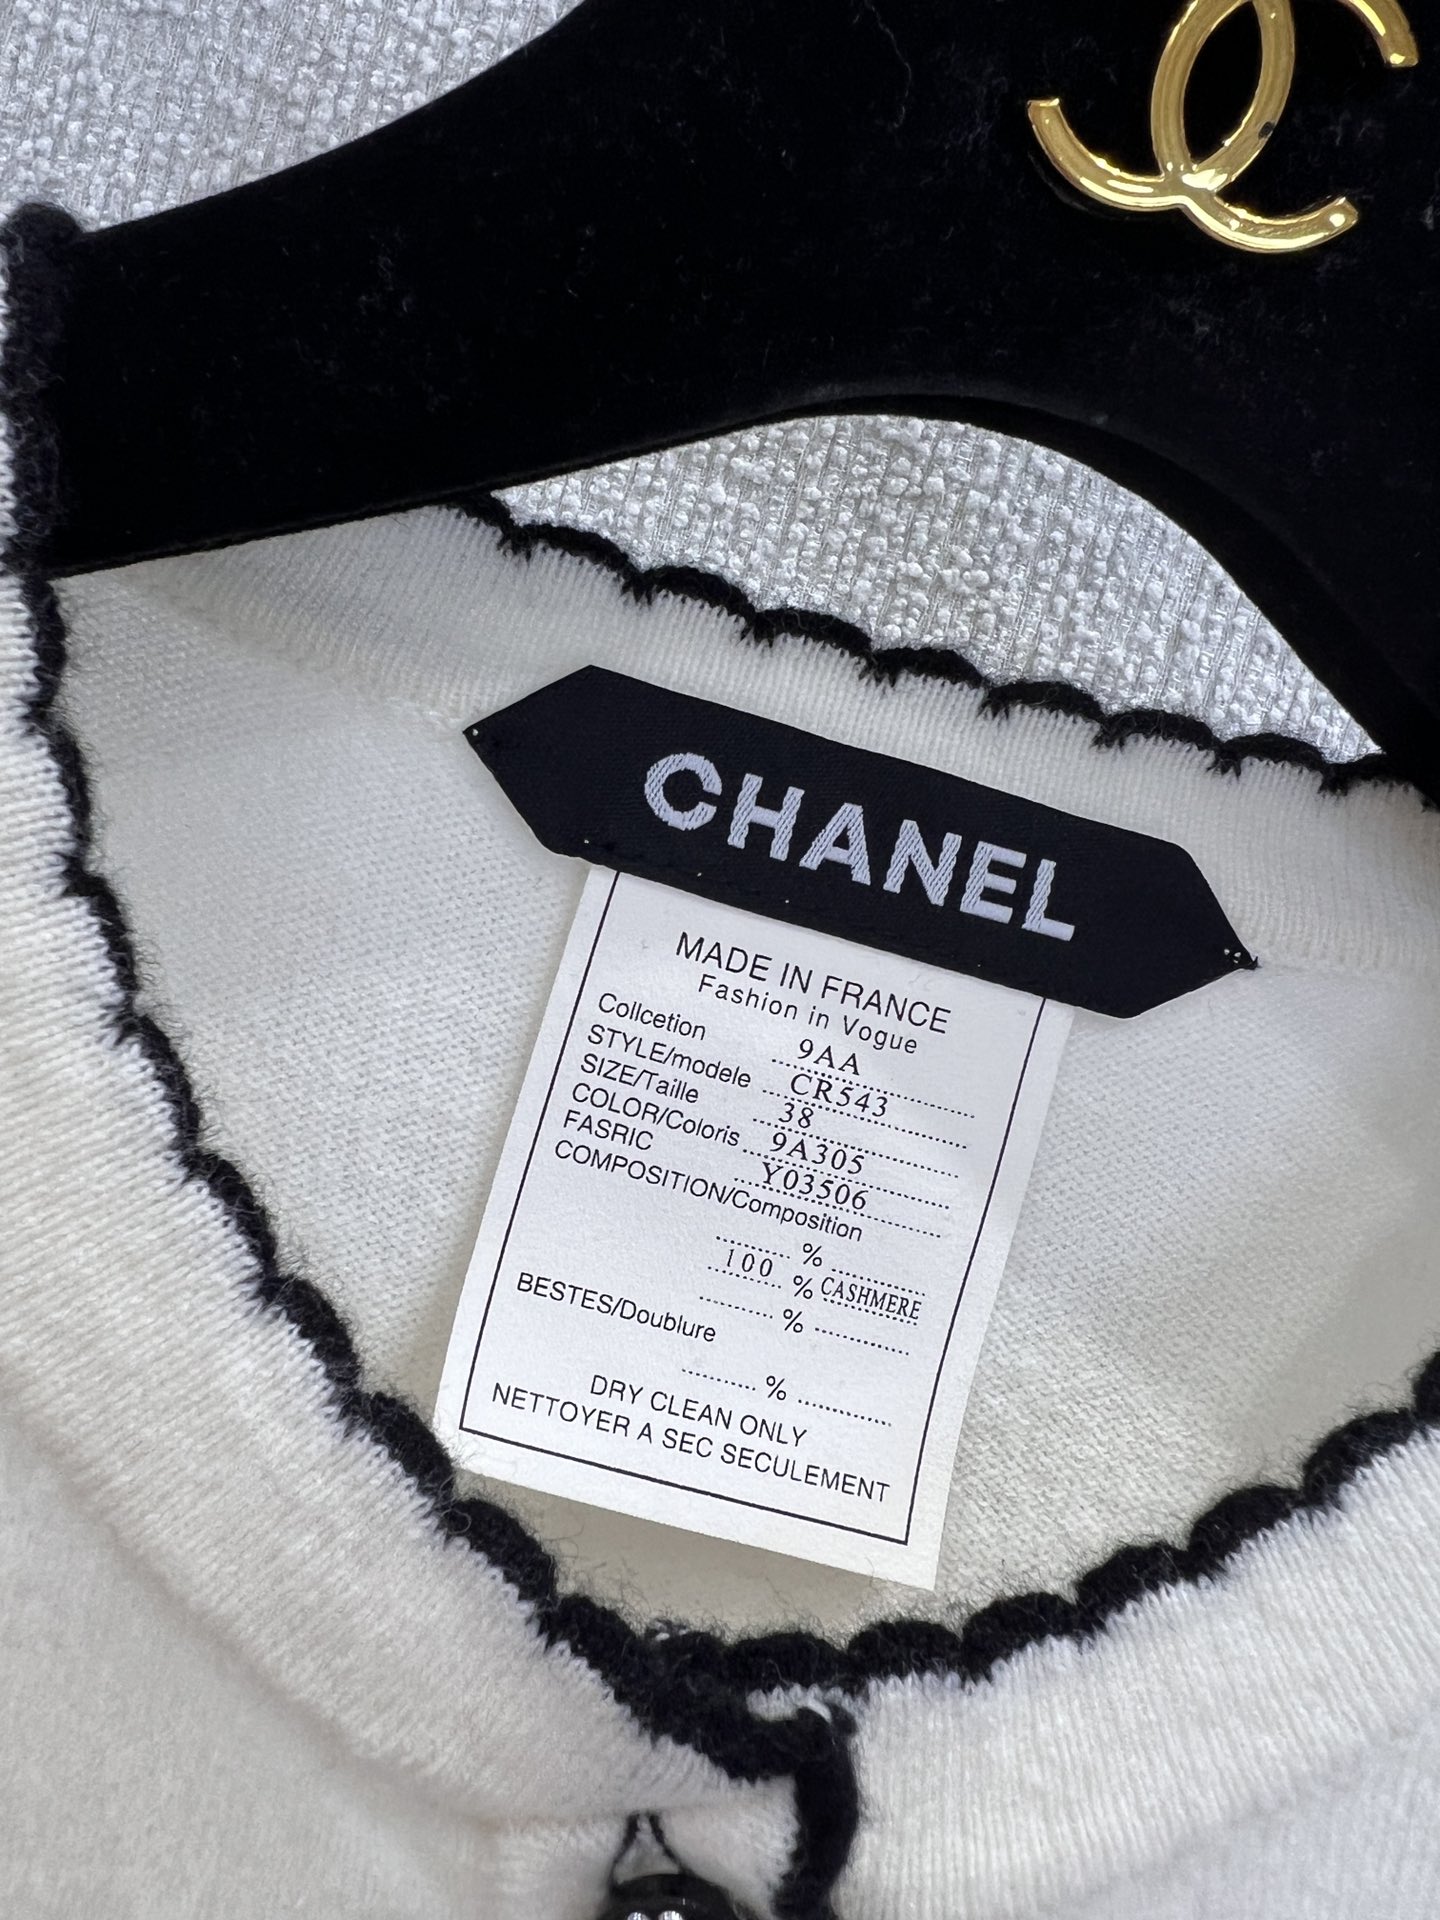 CHANEL
MADE IN FRANCE
Fashion in Vogue
Collcetion 9AA
STYLE/modele CR543
SIZE/Taille 38
COLOR/Coloris 9A305
FASRIC Y03506
COMPOSITION/Composition
%
100 % CASHMERE
%
BESTES/Doublure
%
DRY CLEAN ONLY
NETTOYER A SEC SECULEMENT